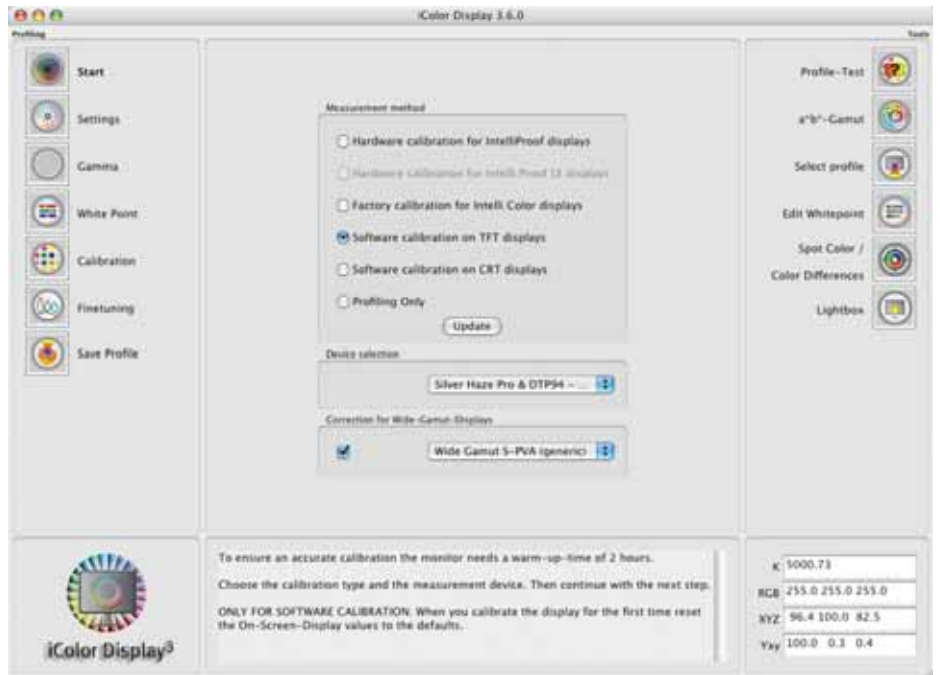 iColor Display 3.6.0
Profiling
Tools
Start
Settings
Gamma
White Point
Calibration
Finetuning
Save Profile
Measurement method
Hardware calibration for IntelliProof displays
Hardware calibration for Intelli Proof LE displays
Factory calibration for Intelli Color displays
Software calibration on TFT displays
Software calibration on CRT displays
Profiling Only
Update
Device selection
Silver Haze Pro & DTP94 - ...
Correction for Wide-Gamut-Displays
Wide Gamut S-PVA (generic)
Profile-Test
a*b*-Gamut
Select profile
Edit Whitepoint
Spot Color /
Color Differences
Lightbox
iColor Display³
To ensure an accurate calibration the monitor needs a warm-up-time of 2 hours.
Choose the calibration type and the measurement device. Then continue with the next step.
ONLY FOR SOFTWARE CALIBRATION: When you calibrate the display for the first time reset
the On-Screen-Display values to the defaults.
K 5000.73
RGB 255.0 255.0 255.0
XYZ 96.4 100.0 82.5
Yxy 100.0 0.3 0.4